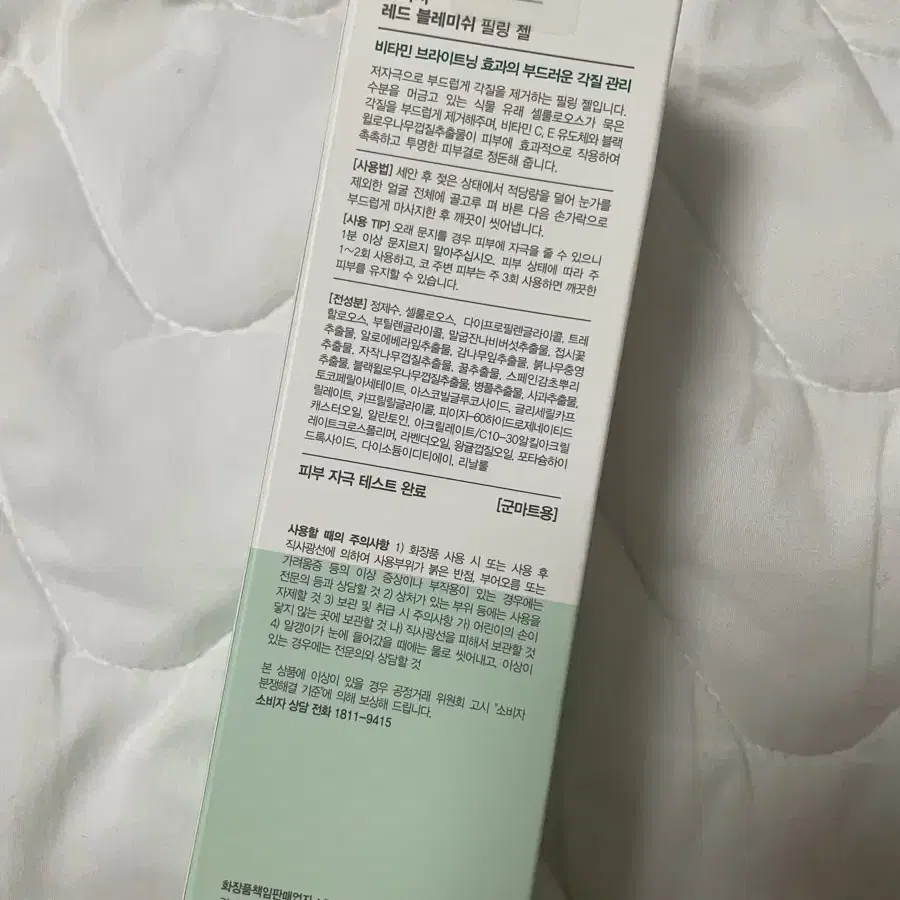 레드 블레미쉬 필링 젤
비타민 브라이트닝 효과의 부드러운 각질 관리
저자극으로 부드럽게 각질을 제거하는 필링 젤입니다.
수분을 머금고 있는 식물 유래 셀룰로오스가 묵은
각질을 부드럽게 제거해주며, 비타민 C, E 유도체와 블랙
윌로우나무껍질추출물이 피부에 효과적으로 작용하여
촉촉하고 투명한 피부결로 정돈해 줍니다.
[사용법] 세안 후 젖은 상태에서 적당량을 덜어 눈가를
제외한 얼굴 전체에 골고루 펴 바른 다음 손가락으로
부드럽게 마사지한 후 깨끗이 씻어냅니다.
[사용 TIP] 오래 문지를 경우 피부에 자극을 줄 수 있으니
1분 이상 문지르지 말아주십시오. 피부 상태에 따라 주
1~2회 사용하고, 코 주변 피부는 주 3회 사용하면 깨끗한
피부를 유지할 수 있습니다.
[전성분] 정제수, 셀룰로오스, 다이프로필렌글라이콜, 트레
할로오스, 부틸렌글라이콜, 말굽잔나비버섯추출물, 접시꽃
추출물, 알로에베라잎추출물, 감나무잎추출물, 붉나무충영
추출물, 자작나무껍질추출물, 꿀추출물, 스페인감초뿌리
추출물, 블랙윌로우나무껍질추출물, 병풀추출물, 사과추출물,
토코페릴아세테이트, 아스코빌글루코사이드, 글리세릴카프
릴레이트, 카프릴릴글라이콜, 피이지-60하이드로제네이티드
캐스터오일, 알란토인, 아크릴레이트/C10-30알킬아크릴
레이트크로스폴리머, 라벤더오일, 왕귤껍질오일, 포타슘하이
드록사이드, 다이소듐이디티에이, 리날룰
피부 자극 테스트 완료 [군마트용]
사용할 때의 주의사항 1) 화장품 사용 시 또는 사용 후
직사광선에 의하여 사용부위가 붉은 반점, 부어오름 또는
가려움증 등의 이상 증상이나 부작용이 있는 경우에는
전문의 등과 상담할 것 2) 상처가 있는 부위 등에는 사용을
자제할 것 3) 보관 및 취급 시 주의사항 가) 어린이의 손이
닿지 않는 곳에 보관할 것 나) 직사광선을 피해서 보관할 것
4) 알갱이가 눈에 들어갔을 때에는 물로 씻어내고, 이상이
있는 경우에는 전문의와 상담할 것
본 상품에 이상이 있을 경우 공정거래 위원회 고시 "소비자
분쟁해결 기준"에 의해 보상해 드립니다.
소비자 상담 전화 1811-9415
화장품책임판매업자